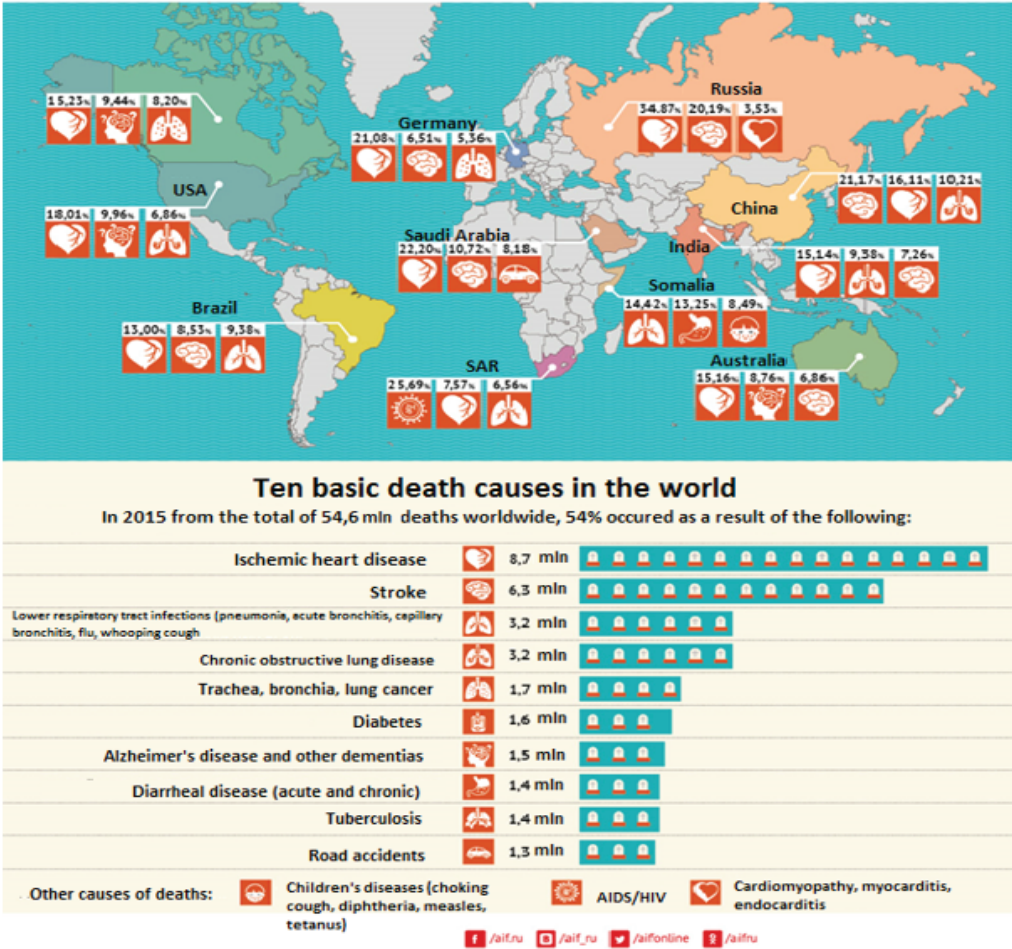 15,23% 9,44% 8,20%
Russia
34.87% 20,19% 3,53%
Germany
21,08% 6,51% 5,36%
USA
18,01% 9,96% 6,86%
China
21,17% 16,11% 10,21%
Saudi Arabia
22,20% 10,72% 8,18%
India
15,14% 9,38% 7,26%
Somalia
14,42% 13,25% 8,49%
Brazil
13,00% 8,53% 9,38%
SAR
25,69% 7,57% 6,56%
Australia
15,16% 8,76% 6,86%
Ten basic death causes in the world
In 2015 from the total of 54,6 mln deaths worldwide, 54% occured as a result of the following:
Ischemic heart disease 8,7 mln
Stroke 6,3 mln
Lower respiratory tract infections (pneumonia, acute bronchitis, capillary
bronchitis, flu, whooping cough 3,2 mln
Chronic obstructive lung disease 3,2 mln
Trachea, bronchia, lung cancer 1,7 mln
Diabetes 1,6 mln
Alzheimer's disease and other dementias 1,5 mln
Diarrheal disease (acute and chronic) 1,4 mln
Tuberculosis 1,4 mln
Road accidents 1,3 mln
Other causes of deaths:
Children's diseases (choking
cough, diphtheria, measles,
tetanus)
AIDS/HIV
Cardiomyopathy, myocarditis,
endocarditis
/aif.ru /aif_ru /aifonline /aifru